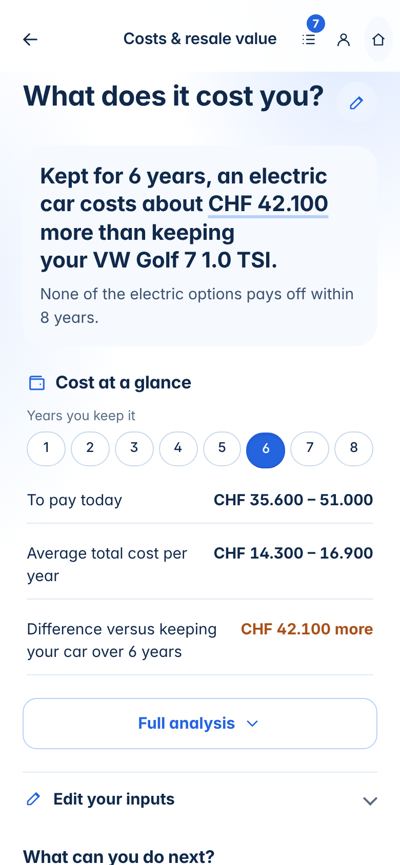 Costs & resale value
7
What does it cost you?
Kept for 6 years, an electric
car costs about CHF 42.100
more than keeping
your VW Golf 7 1.0 TSI.
None of the electric options pays off within
8 years.
Cost at a glance
Years you keep it
1 2 3 4 5 6 7 8
To pay today CHF 35.600 – 51.000
Average total cost per CHF 14.300 – 16.900
year
Difference versus keeping CHF 42.100 more
your car over 6 years
Full analysis
Edit your inputs
What can you do next?